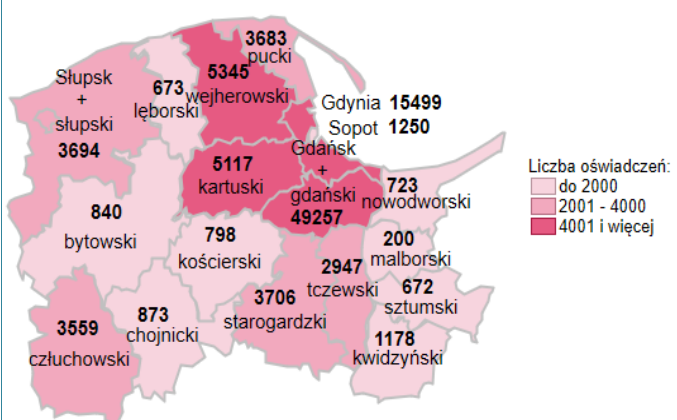 3683
pucki
Słupsk
+
słupski
3694
673
lęborski
5345
wejherowski
Gdynia 15499
Sopot 1250
5117
kartuski
Gdańsk
+
gdański
49257
723
nowodworski
Liczba oświadczeń:
do 2000
2001 - 4000
4001 i więcej
840
bytowski
798
kościerski
200
malborski
2947
tczewski
672
sztumski
3706
starogardzki
873
chojnicki
3559
człuchowski
1178
kwidzyński